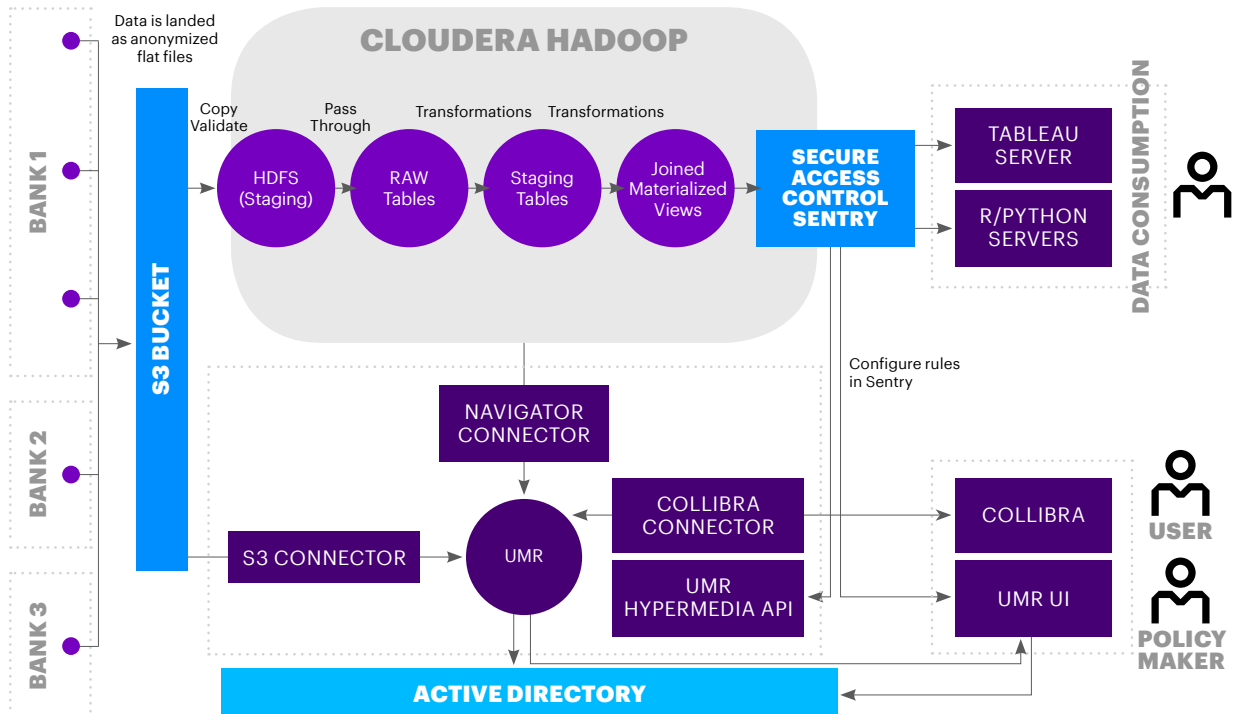 Data is landed
as anonymized
flat files
CLOUDERA HADOOP
BANK 1
BANK 2
BANK 3
S3 BUCKET
Copy
Validate
Pass
Through
Transformations
Transformations
HDFS
(Staging)
RAW
Tables
Staging
Tables
Joined
Materialized
Views
SECURE
ACCESS
CONTROL
SENTRY
TABLEAU
SERVER
R/PYTHON
SERVERS
DATA CONSUMPTION
Configure rules
in Sentry
NAVIGATOR
CONNECTOR
COLLIBRA
CONNECTOR
S3 CONNECTOR
UMR
UMR
HYPERMEDIA API
COLLIBRA
USER
UMR UI
POLICY
MAKER
ACTIVE DIRECTORY